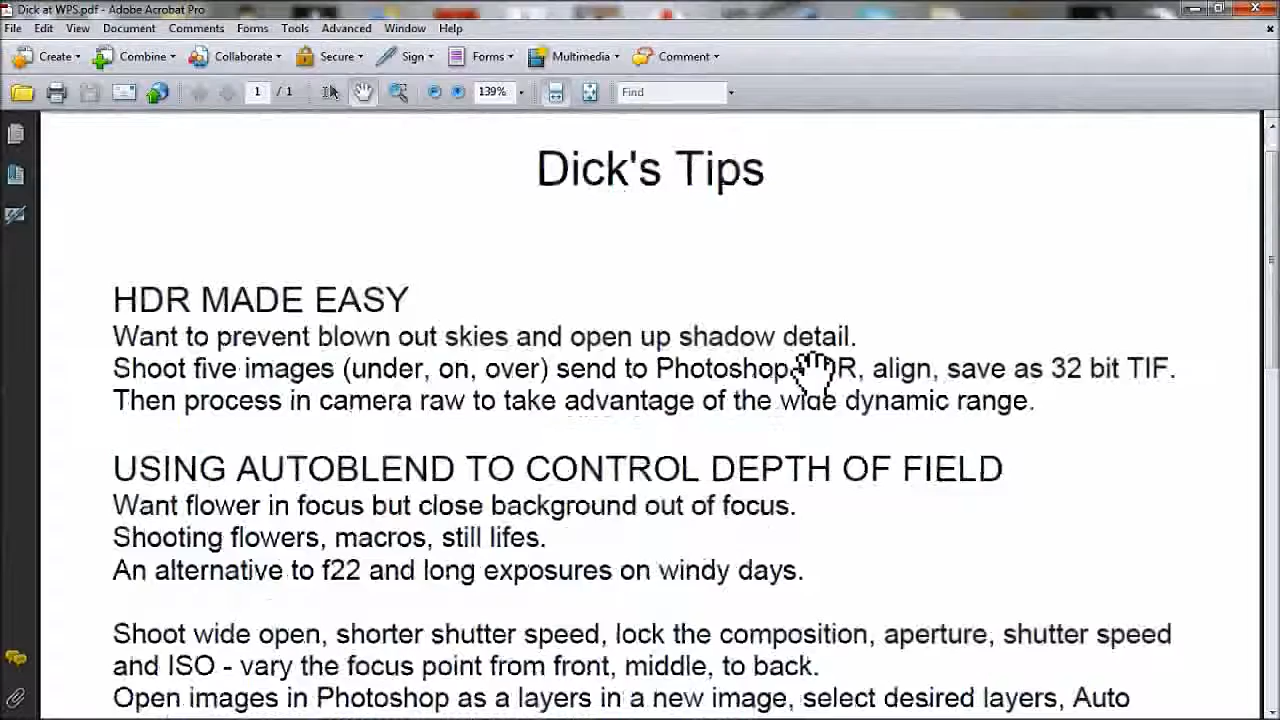 Dick at WPS.pdf - Adobe Acrobat Pro
File Edit View Document Comments Forms Tools Advanced Window Help
Create Combine Collaborate Secure Sign Forms Multimedia Comment
1 / 1 139% Find
Dick's Tips
HDR MADE EASY
Want to prevent blown out skies and open up shadow detail.
Shoot five images (under, on, over) send to Photoshop R, align, save as 32 bit TIF.
Then process in camera raw to take advantage of the wide dynamic range.
USING AUTOBLEND TO CONTROL DEPTH OF FIELD
Want flower in focus but close background out of focus.
Shooting flowers, macros, still lifes.
An alternative to f22 and long exposures on windy days.
Shoot wide open, shorter shutter speed, lock the composition, aperture, shutter speed
and ISO - vary the focus point from front, middle, to back.
Open images in Photoshop as a layers in a new image, select desired layers, Auto